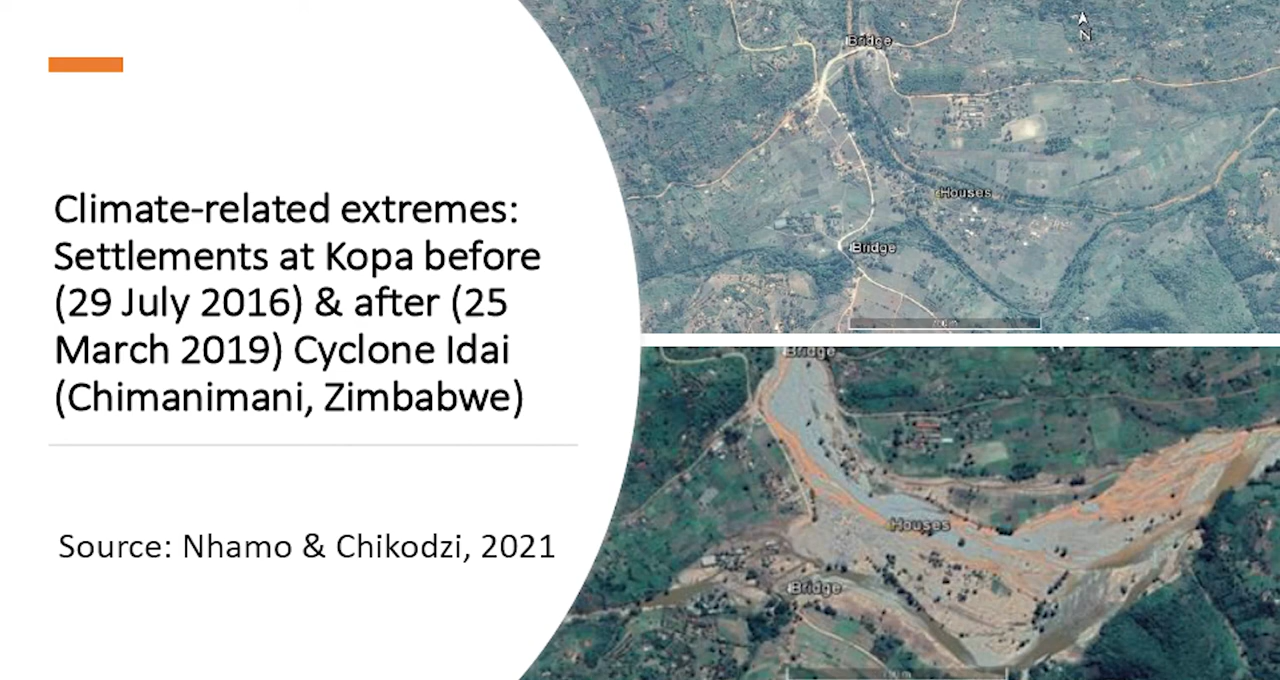 Climate-related extremes:
Settlements at Kopa before
(29 July 2016) & after (25
March 2019) Cyclone Idai
(Chimanimani, Zimbabwe)
Source: Nhamo & Chikodzi, 2021
N
Bridge
Houses
Bridge
Bridge
Houses
Bridge